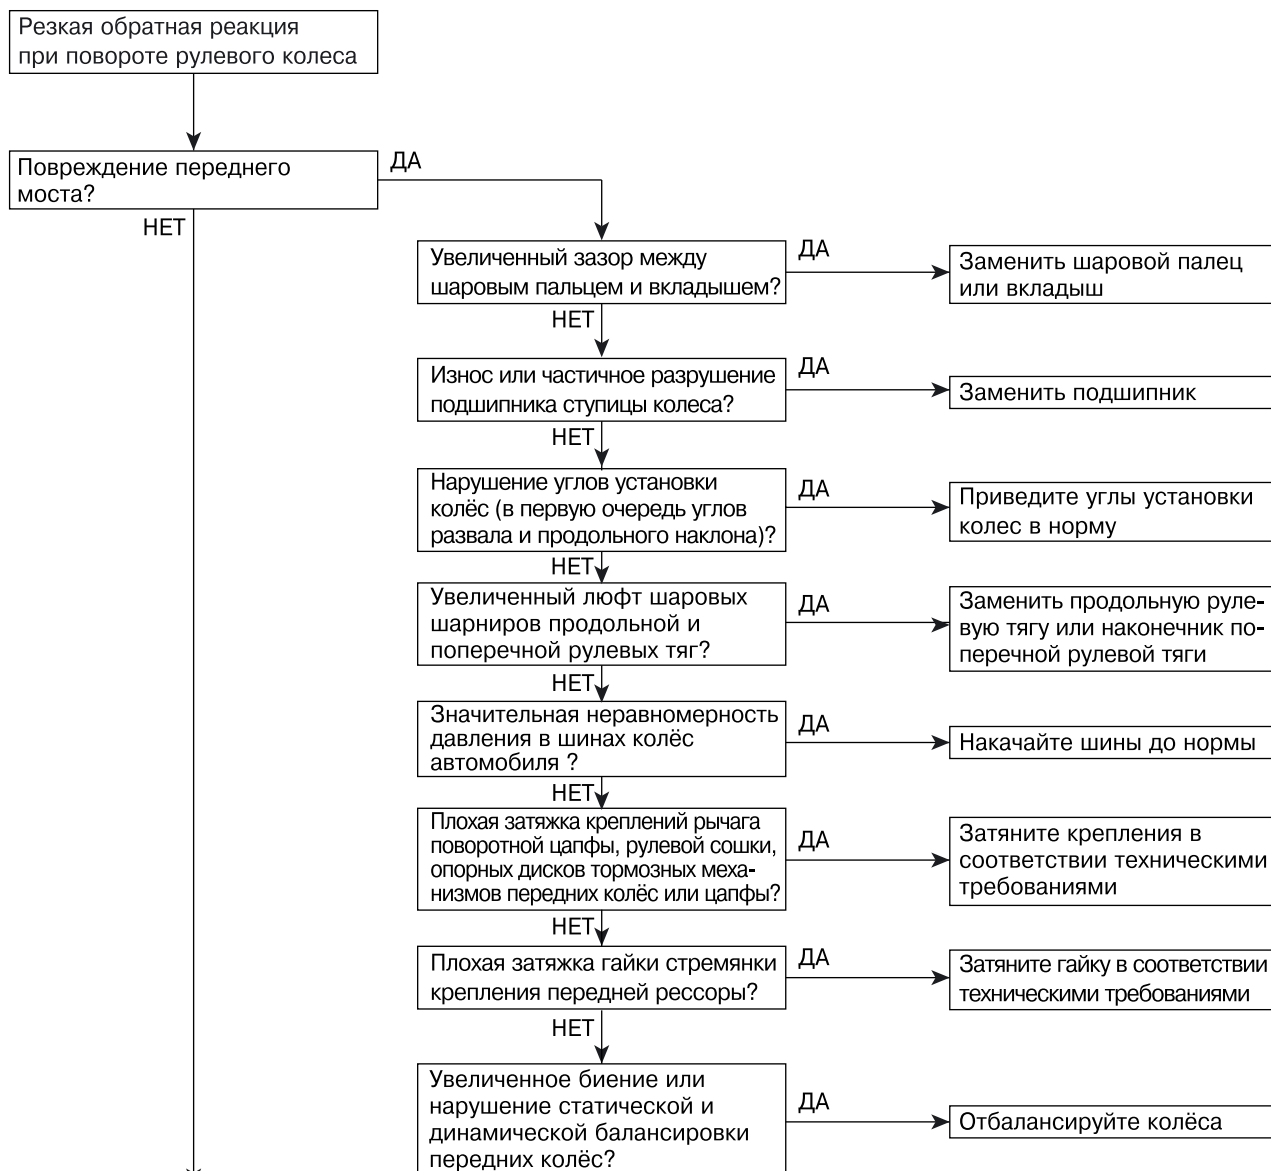 Резкая обратная реакция
при повороте рулевого колеса
Повреждение переднего
моста?
ДА
НЕТ
Увеличенный зазор между
шаровым пальцем и вкладышем?
ДА
Заменить шаровой палец
или вкладыш
НЕТ
Износ или частичное разрушение
подшипника ступицы колеса?
ДА
Заменить подшипник
НЕТ
Нарушение углов установки
колёс (в первую очередь углов
развала и продольного наклона)?
ДА
Приведите углы установки
колес в норму
НЕТ
Увеличенный люфт шаровых
шарниров продольной и
поперечной рулевых тяг?
ДА
Заменить продольную руле-
вую тягу или наконечник по-
перечной рулевой тяги
НЕТ
Значительная неравномерность
давления в шинах колёс
автомобиля ?
ДА
Накачайте шины до нормы
НЕТ
Плохая затяжка креплений рычага
поворотной цапфы, рулевой сошки,
опорных дисков тормозных меха-
низмов передних колёс или цапфы?
ДА
Затяните крепления в
соответствии техническими
требованиями
НЕТ
Плохая затяжка гайки стремянки
крепления передней рессоры?
ДА
Затяните гайку в соответствии
техническими требованиями
НЕТ
Увеличенное биение или
нарушение статической и
динамической балансировки
передних колёс?
ДА
Отбалансируйте колёса